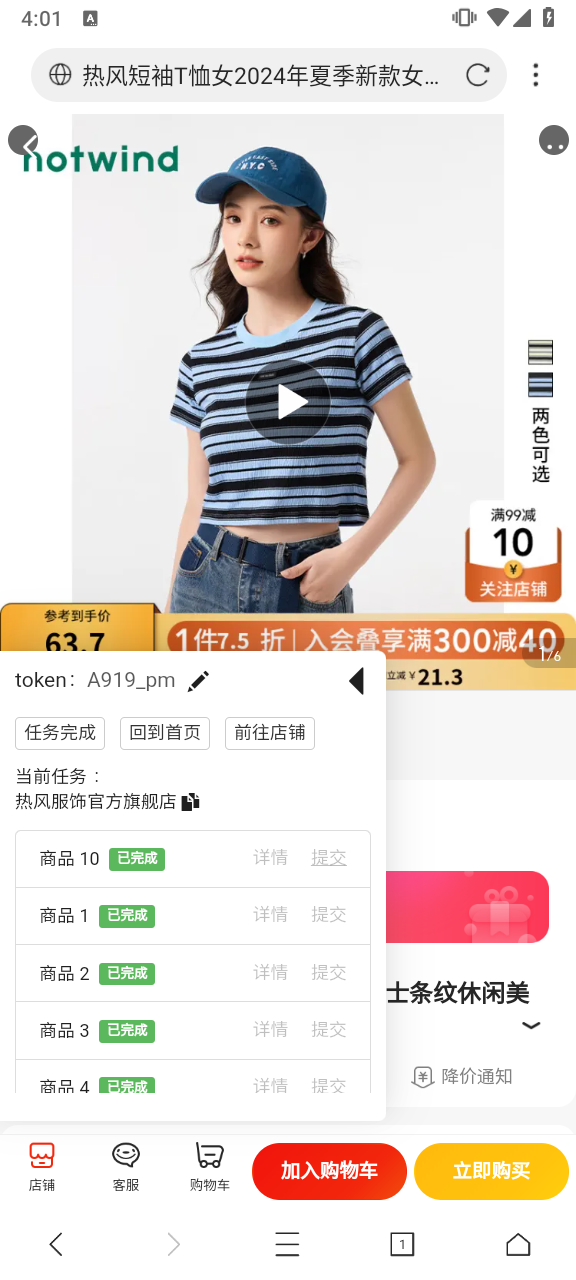 4:01
A
热风短袖T恤女2024年夏季新款女...
hotwind
N.Y.C
两色可选
满99减
10
¥
关注店铺
参考到手价
63.7
1件7.5 折 | 入会叠享满300减40
1/6
立减 ¥ 21.3
token: A919_pm
任务完成 回到首页 前往店铺
当前任务 :
热风服饰官方旗舰店
商品 10 已完成 详情 提交
商品 1 已完成 详情 提交
商品 2 已完成 详情 提交
商品 3 已完成 详情 提交
商品 4 已完成 详情 提交
士条纹休闲美
降价通知
店铺 客服 购物车 加入购物车 立即购买
1